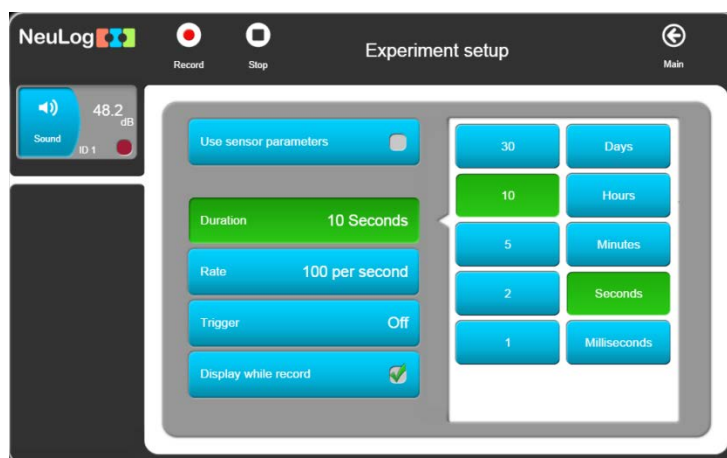 NeuLog
Record
Stop
Experiment setup
Main
48.2
dB
Sound
ID 1
Use sensor parameters
Duration 10 Seconds
Rate 100 per second
Trigger Off
Display while record
30 Days
10 Hours
5 Minutes
2 Seconds
1 Milliseconds